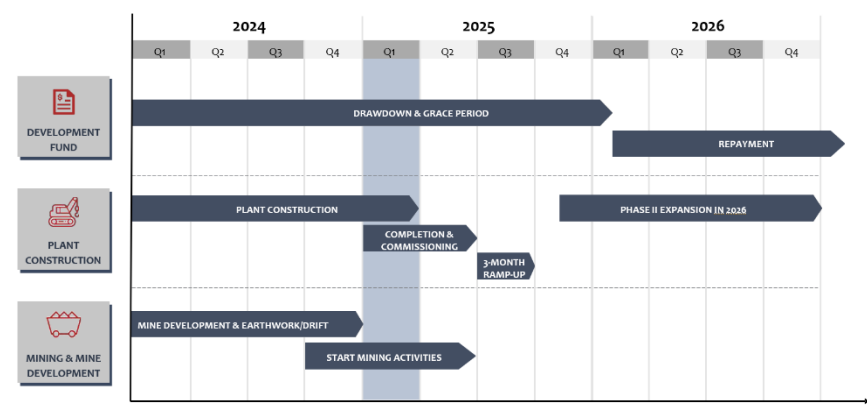 2024 2025 2026
Q1 Q2 Q3 Q4 Q1 Q2 Q3 Q4 Q1 Q2 Q3 Q4
$
DEVELOPMENT
FUND
DRAWDOWN & GRACE PERIOD
REPAYMENT
PLANT
CONSTRUCTION
PLANT CONSTRUCTION
PHASE II EXPANSION IN 2026
COMPLETION &
COMMISSIONING
3-MONTH
RAMP-UP
MINING & MINE
DEVELOPMENT
MINE DEVELOPMENT & EARTHWORK/DRIFT
START MINING ACTIVITIES